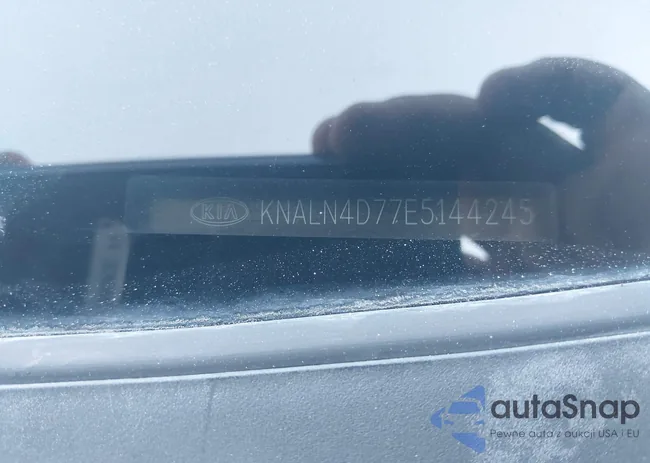 KIA KNALN4D77E5144245
autaSnap
Pewne auta z aukcji USA i EU